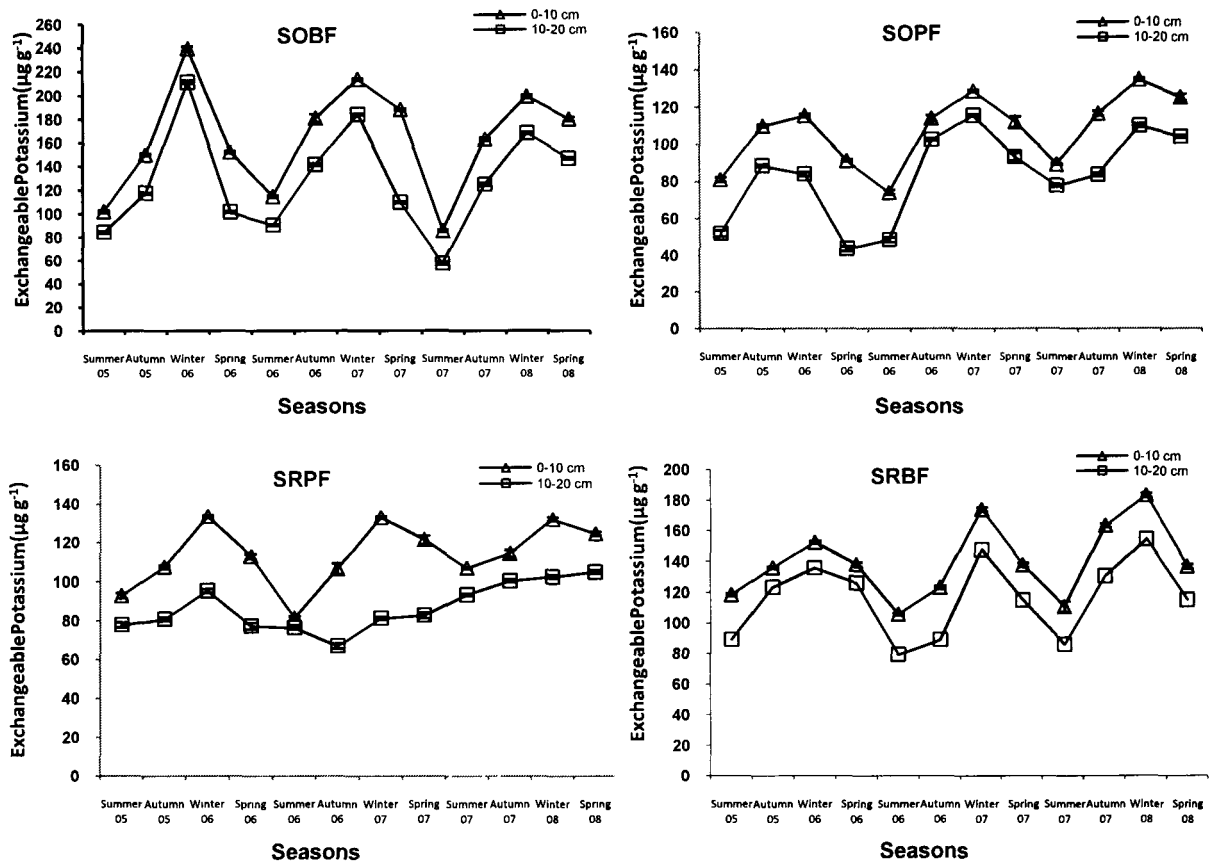 SOBF
0-10 cm
10-20 cm
ExchangeablePotassium(µg g-1)
260
240
220
200
180
160
140
120
100
80
60
40
20
0
Summer Autumn Winter Spring Summer Autumn Winter Spring Summer Autumn Winter Spring
05 05 06 06 06 06 07 07 07 07 08 08
Seasons
SOPF
0-10 cm
10-20 cm
ExchangeablePotassium(µg g-1)
160
140
120
100
80
60
40
20
0
Summer Autumn Winter Spring Summer Autumn Winter Spring Summer Autumn Winter Spring
05 05 06 06 06 06 07 07 07 07 08 08
Seasons
SRPF
0-10 cm
10-20 cm
ExchangeablePotassium(µg g-1)
160
140
120
100
80
60
40
20
0
Summer Autumn Winter Spring Summer Autumn Winter Spring Summer Autumn Winter Spring
05 05 06 06 06 06 07 07 07 07 08 08
Seasons
SRBF
0-10 cm
10-20 cm
ExchangeablePotassium(µg g-1)
200
180
160
140
120
100
80
60
40
20
0
Summer Autumn Winter Spring Summer Autumn Winter Spring Summer Autumn Winter Spring
05 05 06 06 06 06 07 07 07 07 08 08
Seasons